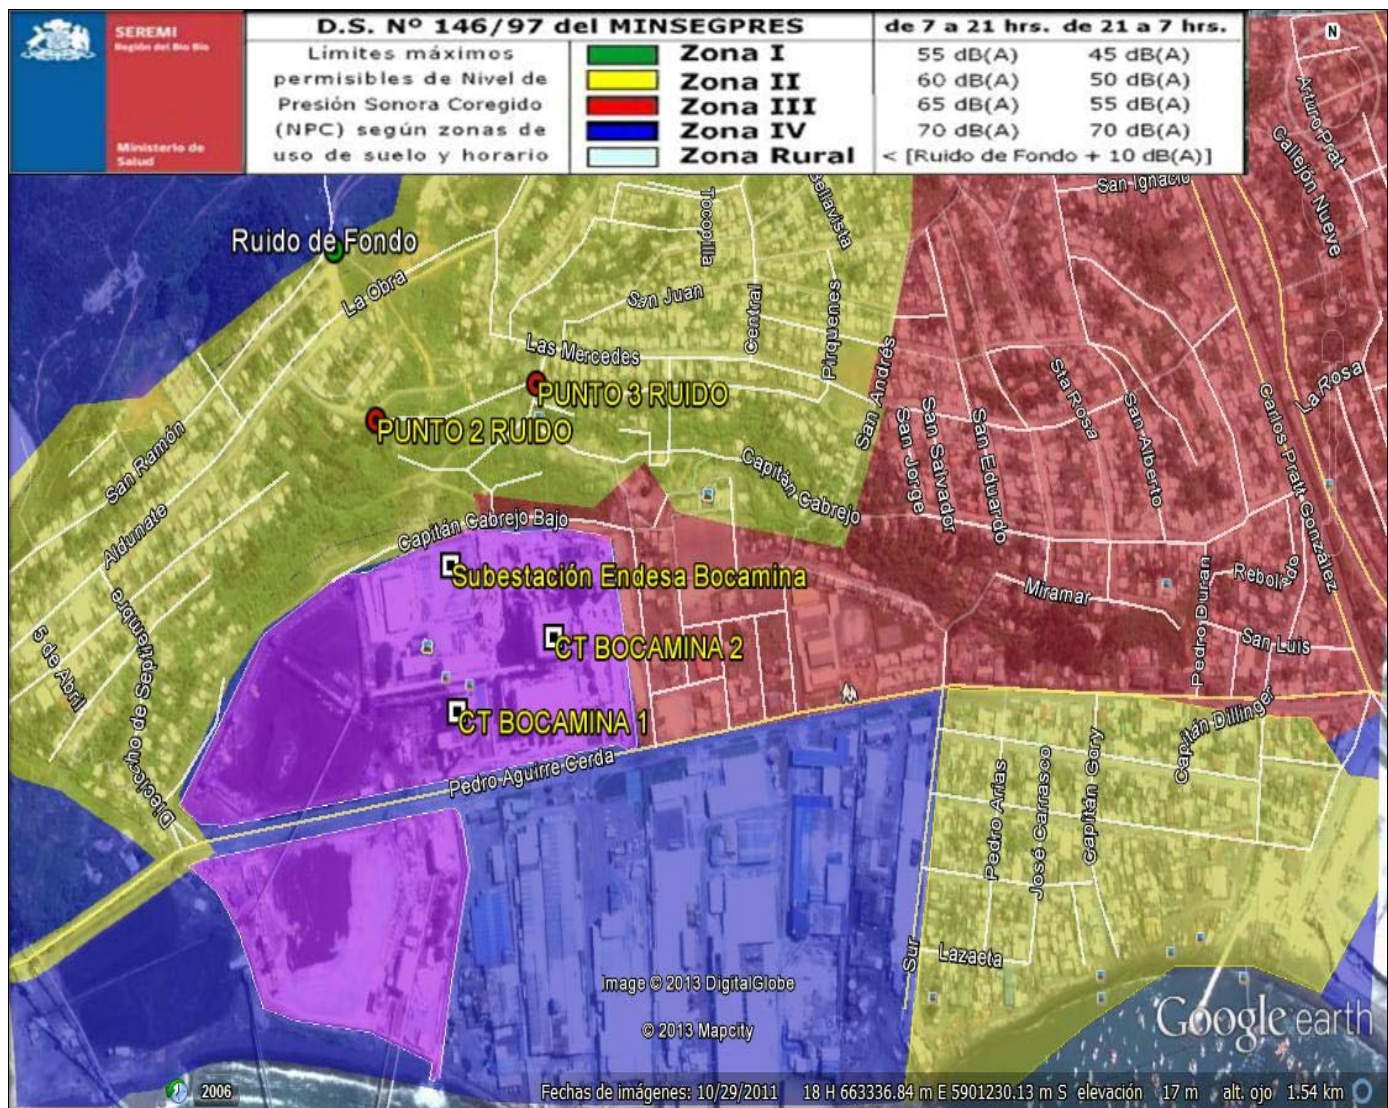 SEREMI
Región del Bío Bío
Ministerio de
Salud
D.S. Nº 146/97 del MINSEGPRES
de 7 a 21 hrs. de 21 a 7 hrs.
Límites máximos
permisibles de Nivel de
Presión Sonora Coregido
(NPC) según zonas de
uso de suelo y horario
Zona I
55 dB(A) 45 dB(A)
Zona II
60 dB(A) 50 dB(A)
Zona III
65 dB(A) 55 dB(A)
Zona IV
70 dB(A) 70 dB(A)
Zona Rural
< [Ruido de Fondo + 10 dB(A)]
N
Arturo Prat
Callejón Nueve
San Ignacio
Bellavista
Tocopilla
Ruido de Fondo
La Obra
San Juan
Central
Pirquenes
Las Mercedes
San Andrés
PUNTO 3 RUIDO
PUNTO 2 RUIDO
Sta Rosa
La Rosa
San Alberto
Carlos Pratt González
San Jorge
San Salvador
San Eduardo
San Ramón
Capitán Cabrejo
Aldunate
Capitán Cabrejo Bajo
Subestación Endesa Bocamina
Miramar
Pedro Duran
Dieciocho de Septiembre
5 de Abril
CT BOCAMINA 2
San Luis
CT BOCAMINA 1
Capitán Dillinger
Pedro Aguirre Cerda
Pedro Arias
José Carrasco
Capitán Gory
Sur
Lazaeta
Image © 2013 DigitalGlobe
© 2013 Mapcity
Google earth
2006
Fechas de imágenes: 10/29/2011 18 H 663336.84 m E 5901230.13 m S elevación 17 m alt. ojo 1.54 km